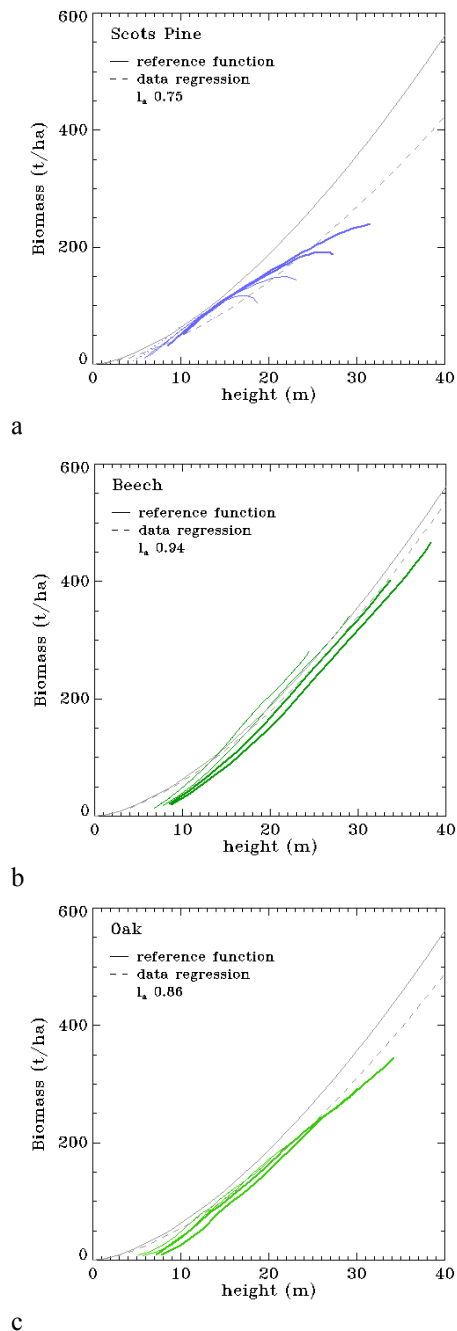 Scots Pine
reference function
data regression
lₐ 0.75
Biomass (t/ha)
600
400
200
0
0 10 20 30 40
height (m)
a
Beech
reference function
data regression
lₐ 0.94
Biomass (t/ha)
600
400
200
0
0 10 20 30 40
height (m)
b
Oak
reference function
data regression
lₐ 0.86
Biomass (t/ha)
600
400
200
0
0 10 20 30 40
height (m)
c